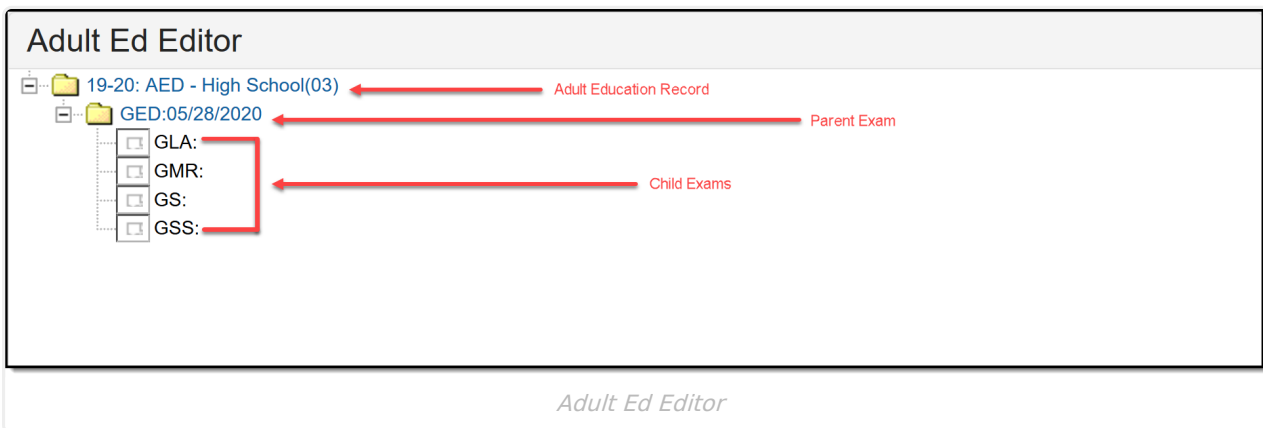 Adult Ed Editor
19-20: AED - High School(03) Adult Education Record
GED:05/28/2020 Parent Exam
GLA:
GMR:
Child Exams
GS:
GSS:
Adult Ed Editor